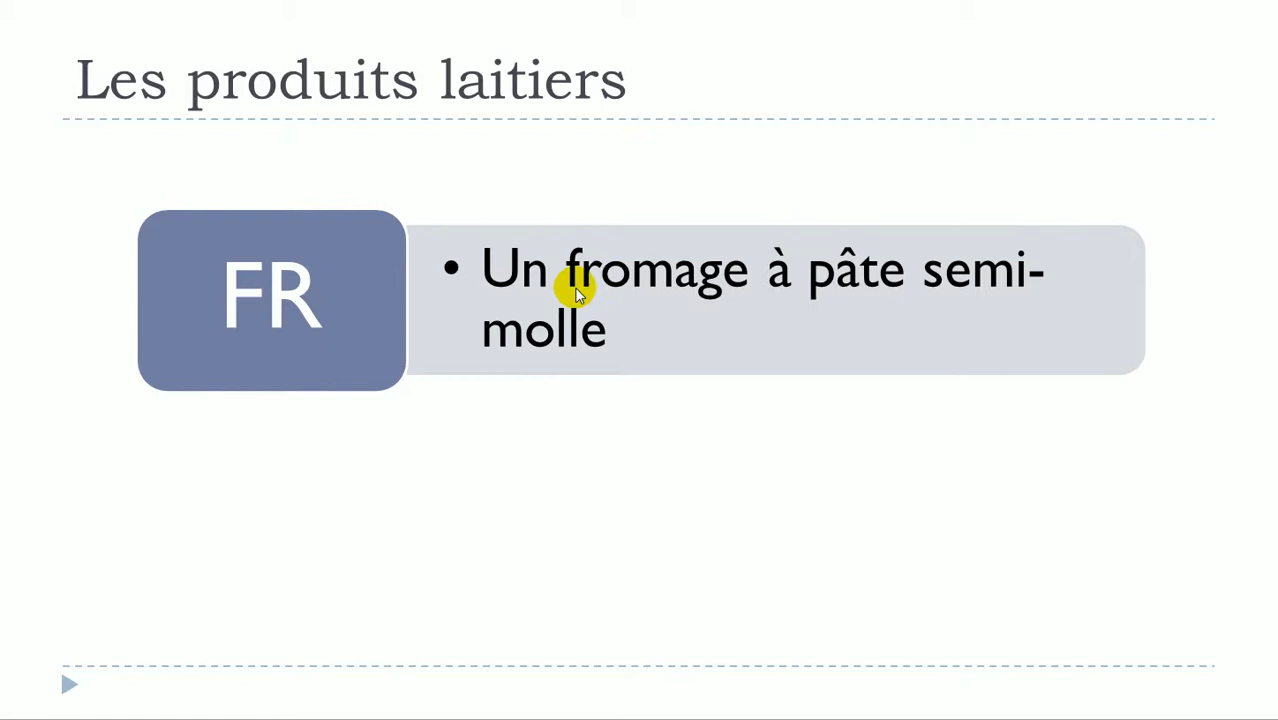 Les produits laitiers
FR
• Un fromage à pâte semi-
molle